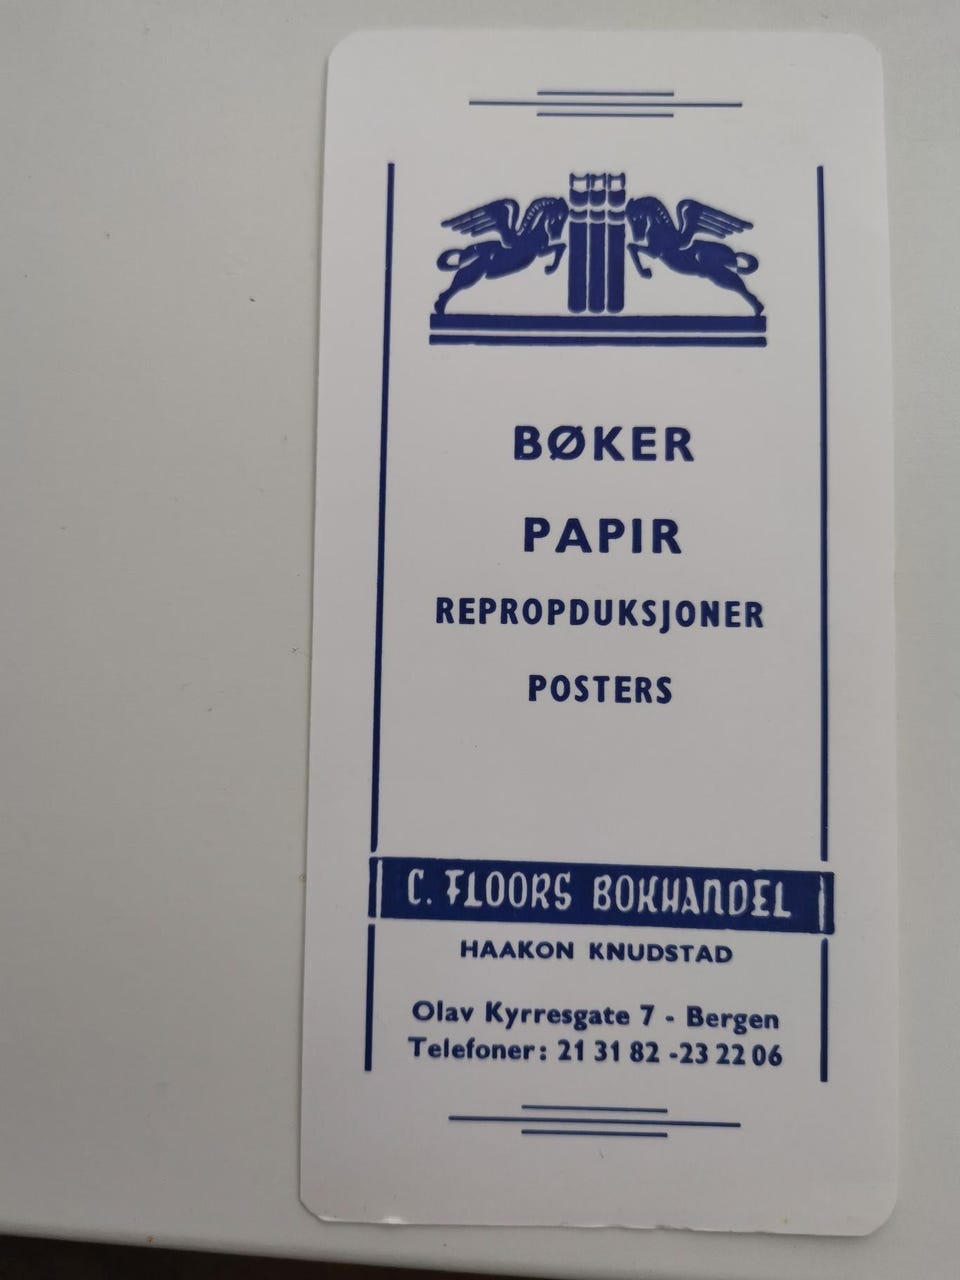 BØKER
PAPIR
REPROPDUKSJONER
POSTERS
C. FLOORS BOKHANDEL
HAAKON KNUDSTAD
Olav Kyrresgate 7 - Bergen
Telefoner: 21 31 82 -23 22 06